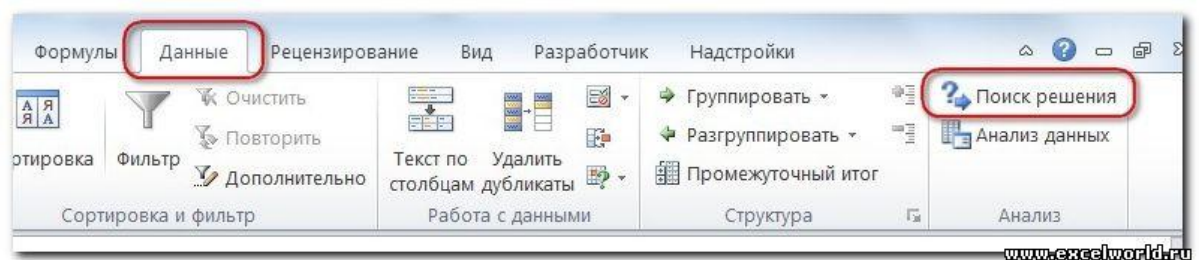 Формулы Данные Рецензирование Вид Разработчик Надстройки
А Я Очистить Группировать Поиск решения
Я А Повторить Разгруппировать Анализ данных
ртировка Фильтр Дополнительно Текст по столбцам Удалить дубликаты Промежуточный итог
Сортировка и фильтр Работа с данными Структура Анализ
www.excelworld.ru